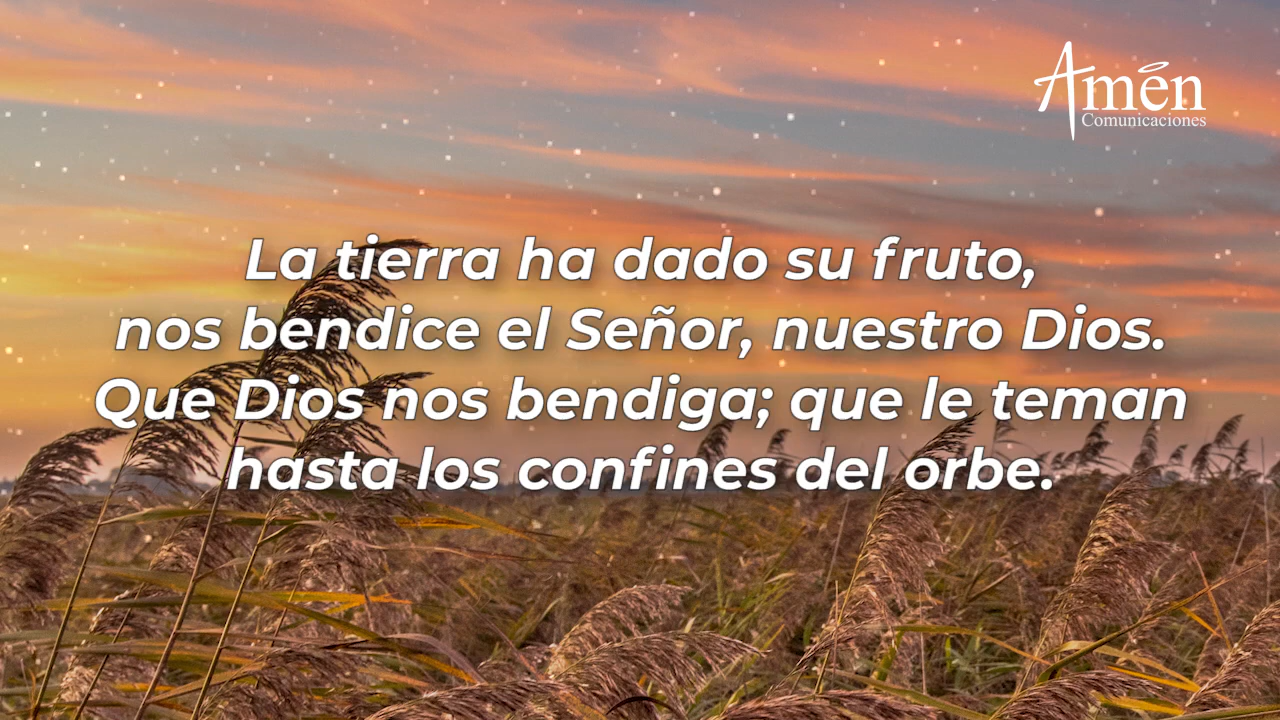 Amén
Comunicaciones
La tierra ha dado su fruto,
nos bendice el Señor, nuestro Dios.
Que Dios nos bendiga; que le teman
hasta los confines del orbe.